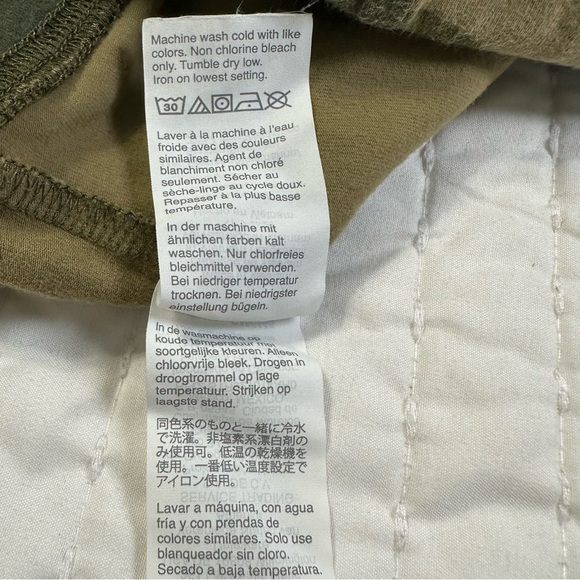 Machine wash cold with like
colors. Non chlorine bleach
only. Tumble dry low.
Iron on lowest setting.
30
Laver à la machine à l'eau
froide avec des couleurs
similaires. Agent de
blanchiment non chloré
seulement. Sécher au
sèche-linge au cycle doux.
Repasser à la plus basse
température.
In der maschine mit
ähnlichen farben kalt
waschen. Nur chlorfreies
bleichmittel verwenden.
Bei niedriger temperatur
trocknen. Bei niedrigster
einstellung bügeln.
In de wasmachine op
koude temperatuur met
soortgelijke kleuren. Alleen
chloorvrije bleek. Drogen in
droogtrommel op lage
temperatuur. Strijken op
laagste stand.
同色系のものと一緒に冷水
で洗濯。非塩素系漂白剤の
み使用可。低温の乾燥機を
使用。一番低い温度設定で
アイロン使用。
Lavar a máquina, con agua
fría y con prendas de
colores similares. Solo use
blanqueador sin cloro.
Secado a baja temperatura.